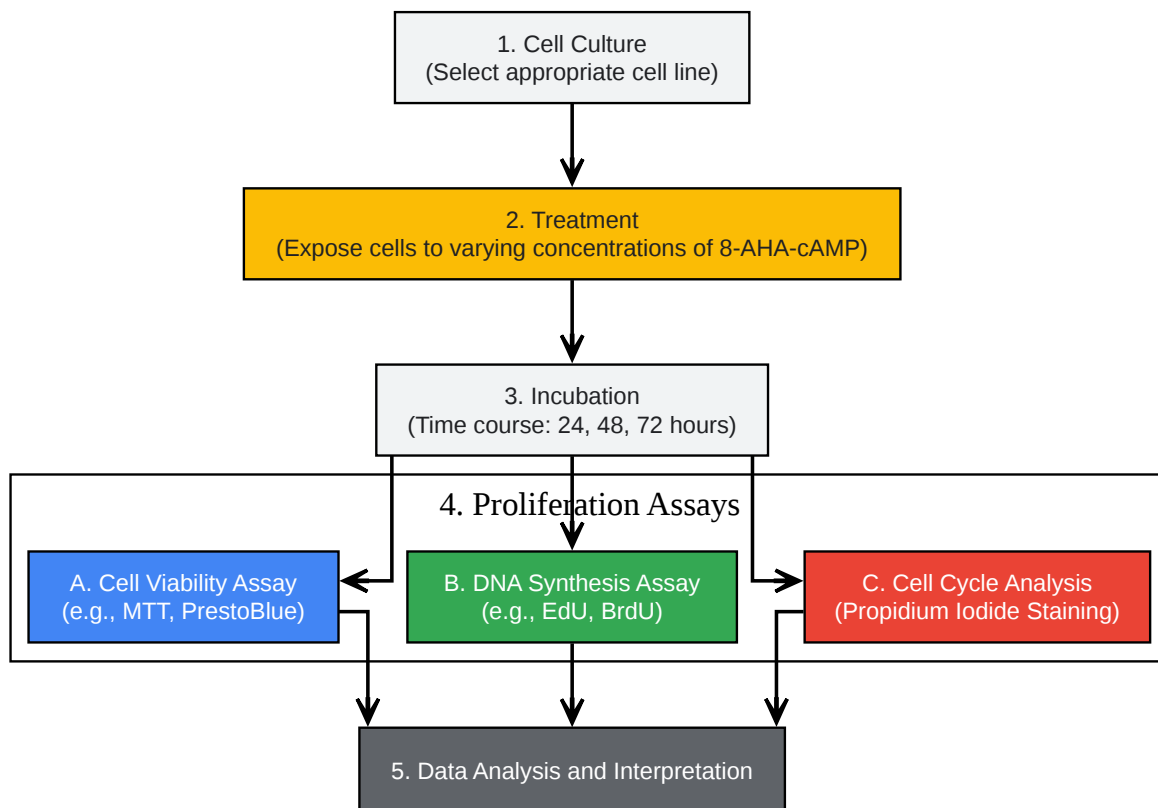 1. Cell Culture
(Select appropriate cell line)
2. Treatment
(Expose cells to varying concentrations of 8-AHA-cAMP)
3. Incubation
(Time course: 24, 48, 72 hours)
4. Proliferation Assays
A. Cell Viability Assay
(e.g., MTT, PrestoBlue)
B. DNA Synthesis Assay
(e.g., EdU, BrdU)
C. Cell Cycle Analysis
(Propidium Iodide Staining)
5. Data Analysis and Interpretation